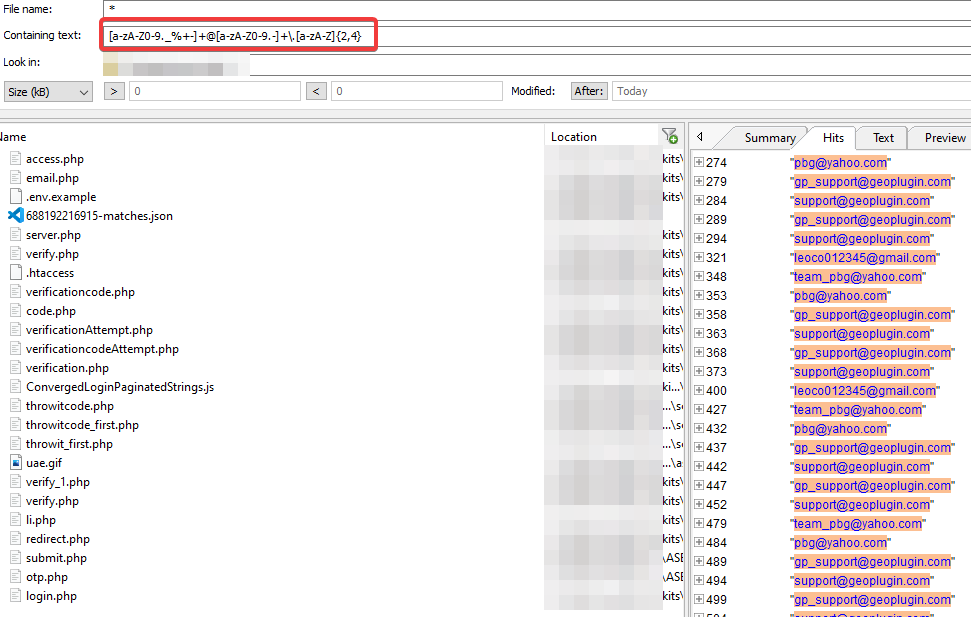 File name: *
Containing text: [a-zA-Z0-9._%+-]+@[a-zA-Z0-9.-]+\.[a-zA-Z]{2,4}
Look in:
Size (kB) > 0 < 0 Modified: After: Today
Name Location
access.php kits\
email.php kits\
.env.example kits\
688192216915-matches.json
server.php kits\
verify.php kits\
.htaccess kits\
verificationcode.php kits\
code.php kits\
verificationAttempt.php kits\
verificationcodeAttempt.php kits\
verification.php kits\
ConvergedLoginPaginatedStrings.js ki...\
throwitcode.php ...\s
throwitcode_first.php ...\s
throwit_first.php ...\s
uae.gif ...\a
verify_1.php kits\
verify.php kits\
li.php kits\
redirect.php kits\
submit.php \ASE
otp.php \ASE
login.php kits\
Summary Hits Text Preview
274 "pbg@yahoo.com"
279 "gp_support@geoplugin.com"
284 "support@geoplugin.com"
289 "gp_support@geoplugin.com"
294 "support@geoplugin.com"
321 "leoco012345@gmail.com"
348 "team_pbg@yahoo.com"
353 "pbg@yahoo.com"
358 "gp_support@geoplugin.com"
363 "support@geoplugin.com"
368 "gp_support@geoplugin.com"
373 "support@geoplugin.com"
400 "leoco012345@gmail.com"
427 "team_pbg@yahoo.com"
432 "pbg@yahoo.com"
437 "gp_support@geoplugin.com"
442 "support@geoplugin.com"
447 "gp_support@geoplugin.com"
452 "support@geoplugin.com"
479 "team_pbg@yahoo.com"
484 "pbg@yahoo.com"
489 "gp_support@geoplugin.com"
494 "support@geoplugin.com"
499 "gp_support@geoplugin.com"